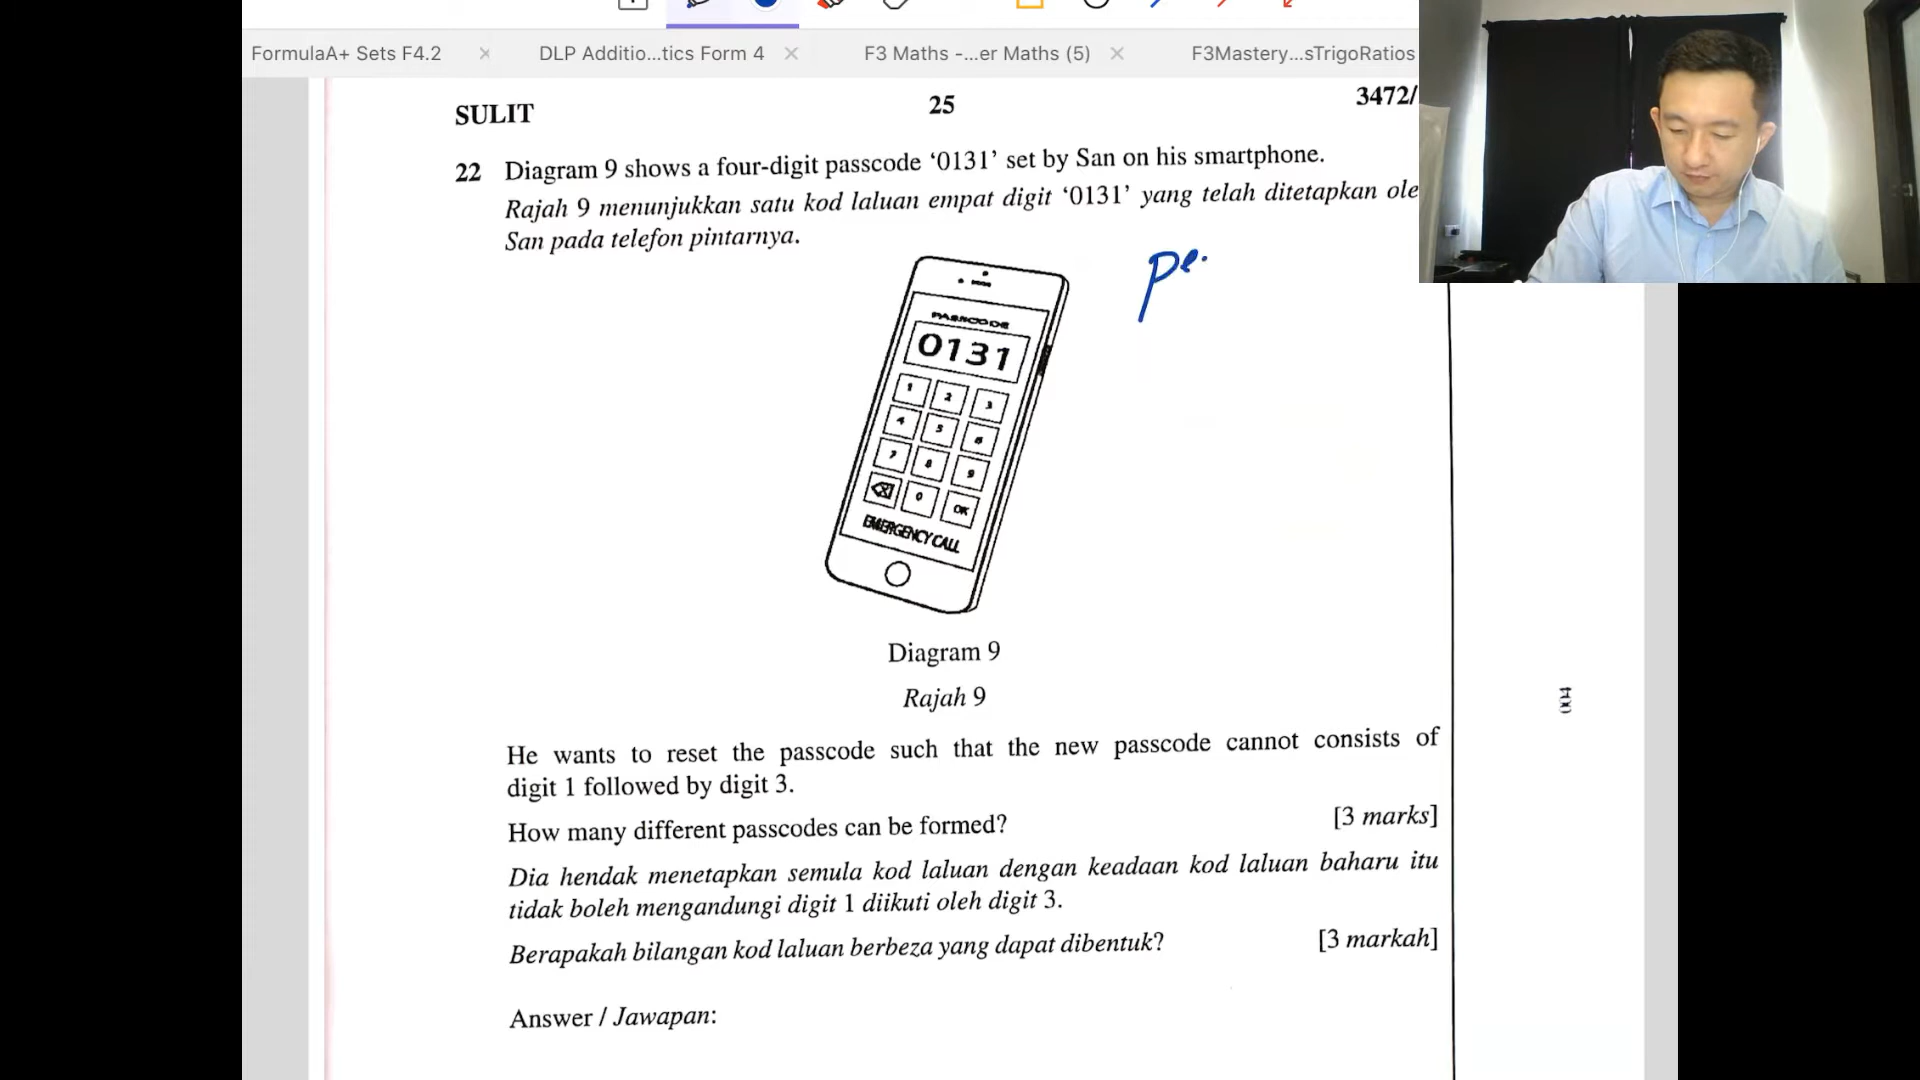 FormulaA+ Sets F4.2 × DLP Additio...tics Form 4 × F3 Maths -...er Maths (5) × F3Mastery...sTrigoRatios
SULIT 25 3472/
22 Diagram 9 shows a four-digit passcode ‘0131’ set by San on his smartphone.
Rajah 9 menunjukkan satu kod laluan empat digit ‘0131’ yang telah ditetapkan ole
San pada telefon pintarnya.
Pe.
PASSCODE
0131
1 2 3
4 5 6
7 8 9
0 OK
EMERGENCY CALL
Diagram 9
Rajah 9
He wants to reset the passcode such that the new passcode cannot consists of
digit 1 followed by digit 3.
How many different passcodes can be formed? [3 marks]
Dia hendak menetapkan semula kod laluan dengan keadaan kod laluan baharu itu
tidak boleh mengandungi digit 1 diikuti oleh digit 3.
Berapakah bilangan kod laluan berbeza yang dapat dibentuk? [3 markah]
Answer / Jawapan: